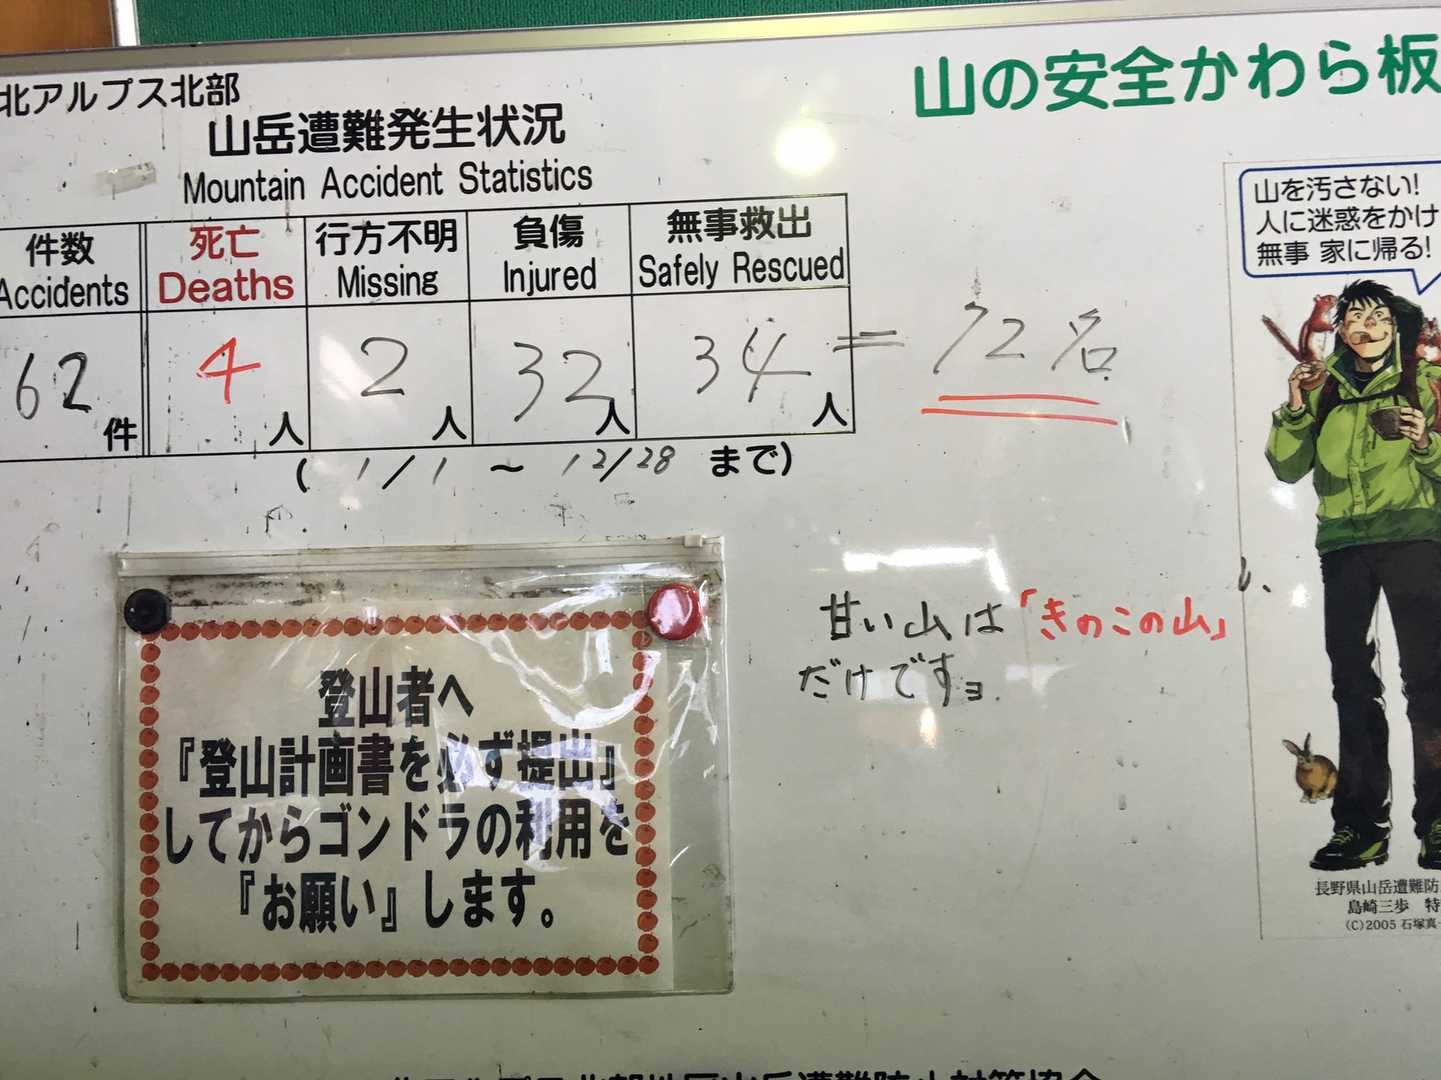 北アルプス北部
山岳遭難発生状況
Mountain Accident Statistics
山の安全かわら板
件数 死亡 行方不明 負傷 無事救出
Accidents Deaths Missing Injured Safely Rescued
62件 4人 2人 32人 34人 = 72名
(1/1 ~ 12/28 まで)
山を汚さない!
人に迷惑をかけ
無事 家に帰る!
甘い山は「きのこの山」
だけですョ.
登山者へ
『登山計画書を必ず提出』
してからゴンドラの利用を
『お願い』します。
長野県山岳遭難防
島崎三歩 特
(C)2005 石塚真